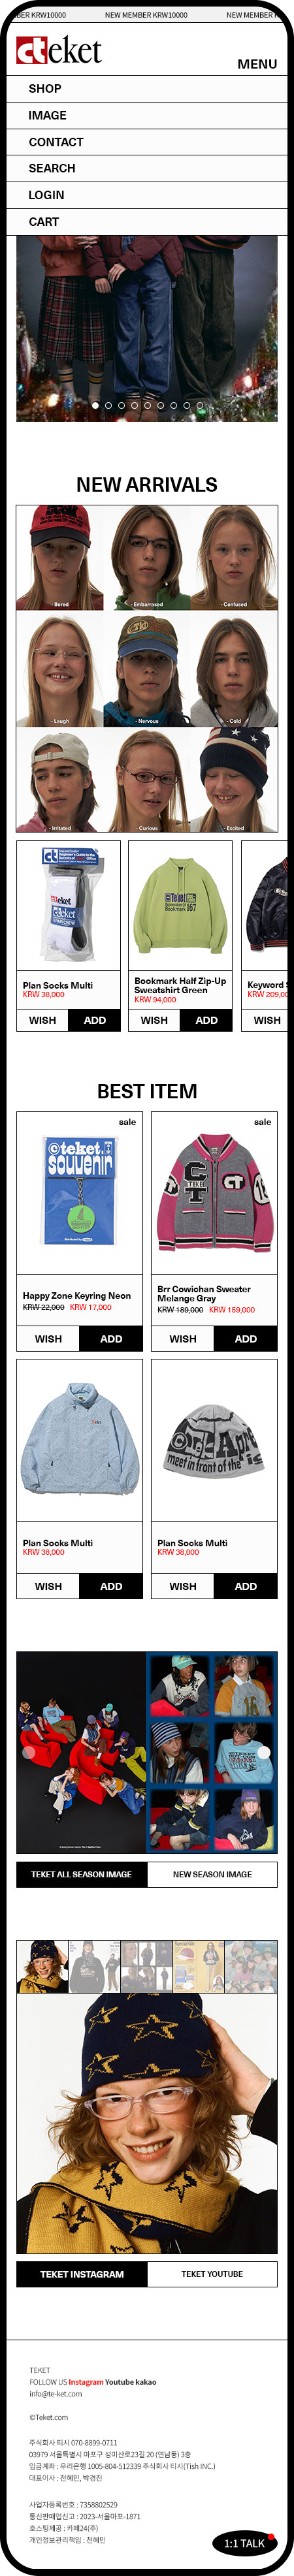 BER KRW10000 NEW MEMBER KRW10000 NEW MEMBER K
cteket
MENU
SHOP
IMAGE
CONTACT
SEARCH
LOGIN
CART
NEW ARRIVALS
- Bored - Embarrased - Confused
- Laugh - Nervous - Cold
- Irritated - Curious - Excited
Plan Socks Multi
KRW 38,000
WISH ADD
Bookmark Half Zip-Up
Sweatshirt Green
KRW 94,000
WISH ADD
Keyword S
KRW 209,00
WISH
BEST ITEM
sale
©teket
souvenir
Happy Zone Keyring Neon
KRW 22,000 KRW 17,000
WISH ADD
sale
CT
TEKET
CT
Brr Cowichan Sweater
Melange Gray
KRW 189,000 KRW 159,000
WISH ADD
Plan Socks Multi
KRW 38,000
WISH ADD
meet in front of the
Plan Socks Multi
KRW 38,000
WISH ADD
TEKET ALL SEASON IMAGE NEW SEASON IMAGE
TEKET INSTAGRAM TEKET YOUTUBE
TEKET
FOLLOW US Instagram Youtube kakao
info@te-ket.com
©Teket.com
주식회사 티시 070-8899-0711
03979 서울특별시 마포구 성미산로23길 20 (연남동) 3층
입금계좌 : 우리은행 1005-804-512339 주식회사 티시(Tish INC.)
대표이사 : 전혜민, 박경진
사업자등록번호 : 7358802529
통신판매업신고 : 2023-서울마포-1871
호스팅제공 : 카페24(주)
개인정보관리책임 : 전혜민
1:1 TALK